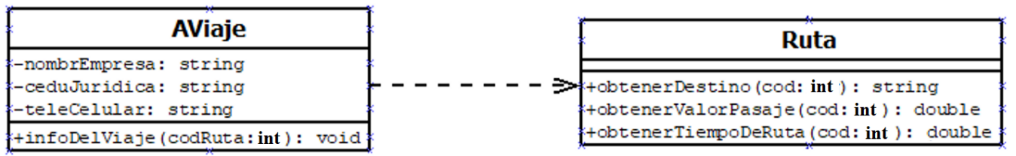 AViaje
-nombrEmpresa: string
-ceduJuridica: string
-teleCelular: string
+infoDelViaje(codRuta:int): void
Ruta
+obtenerDestino(cod: int ): string
+obtenerValorPasaje(cod: int ): double
+obtenerTiempoDeRuta(cod: int ): double